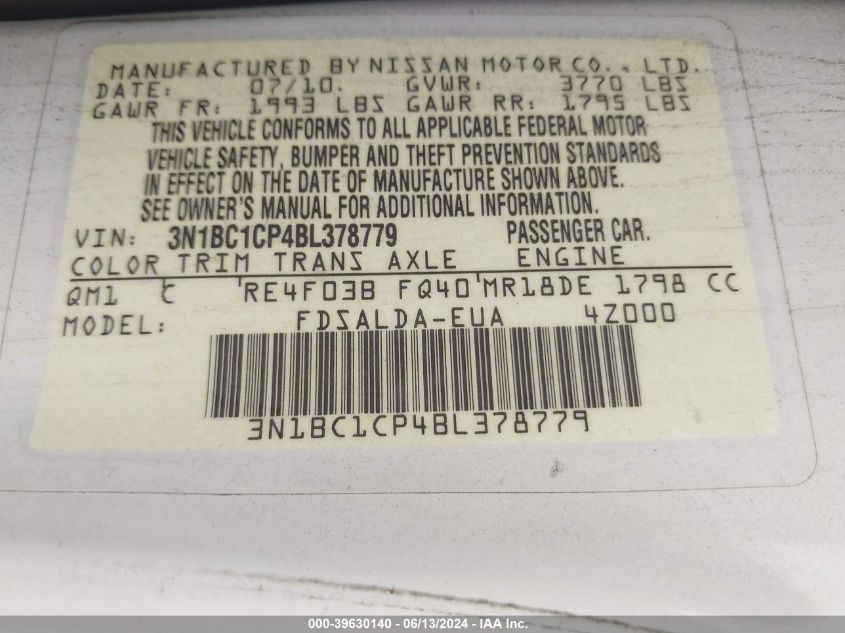 MANUFACTURED BY NISSAN MOTOR CO., LTD.
DATE: 07/10. GVWR: 3770 LBS
GAWR FR: 1993 LBS GAWR RR: 1795 LBS
THIS VEHICLE CONFORMS TO ALL APPLICABLE FEDERAL MOTOR
VEHICLE SAFETY, BUMPER AND THEFT PREVENTION STANDARDS
IN EFFECT ON THE DATE OF MANUFACTURE SHOWN ABOVE.
SEE OWNER'S MANUAL FOR ADDITIONAL INFORMATION.
VIN: 3N1BC1CP4BL378779 PASSENGER CAR.
COLOR TRIM TRANS AXLE ENGINE
QM1 C RE4F03B FQ40 MR18DE 1798 CC
MODEL: FDSALDA-EUA 4Z000
3N1BC1CP4BL378779
000-39630140 - 06/13/2024 - IAA Inc.